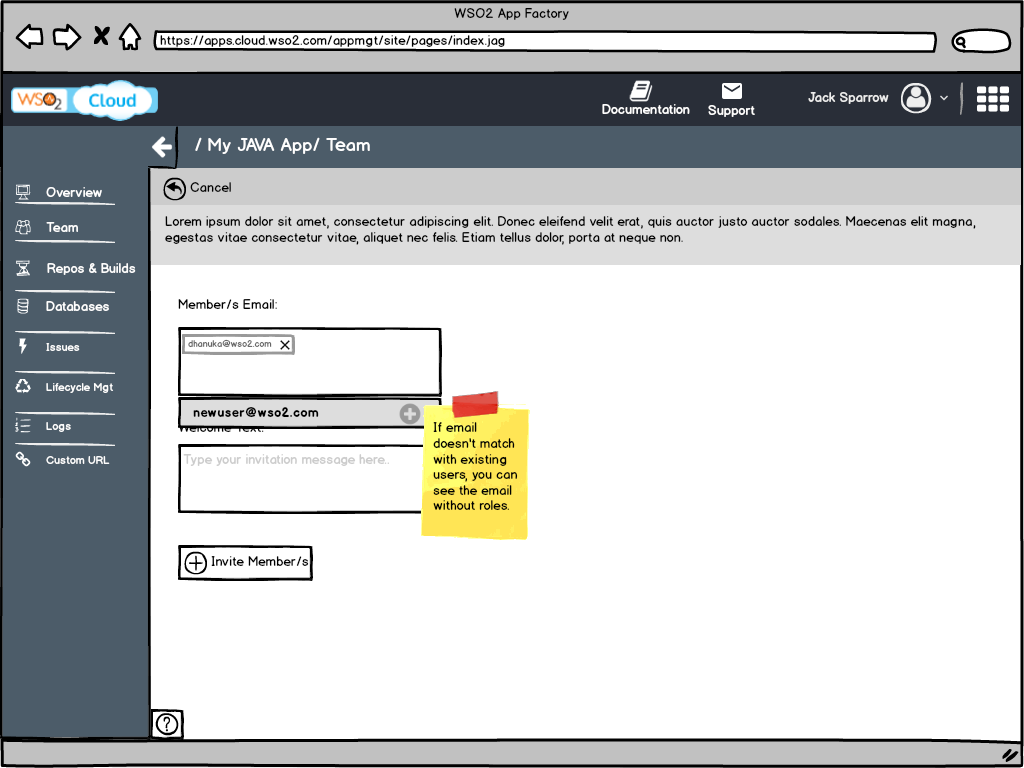 WSO2 App Factory
https://apps.cloud.wso2.com/appmgt/site/pages/index.jag
WSO2 Cloud
Documentation
Support
Jack Sparrow
/ My JAVA App/ Team
Cancel
Lorem ipsum dolor sit amet, consectetur adipiscing elit. Donec eleifend velit erat, quis auctor justo auctor sodales. Maecenas elit magna,
egestas vitae consectetur vitae, aliquet nec felis. Etiam tellus dolor, porta at neque non.
Overview
Team
Repos & Builds
Databases
Issues
Lifecycle Mgt
Logs
Custom URL
Member/s Email:
dhanuka@wso2.com
newuser@wso2.com
Welcome Text:
Type your invitation message here..
If email
doesn't match
with existing
users, you can
see the email
without roles.
Invite Member/s
?